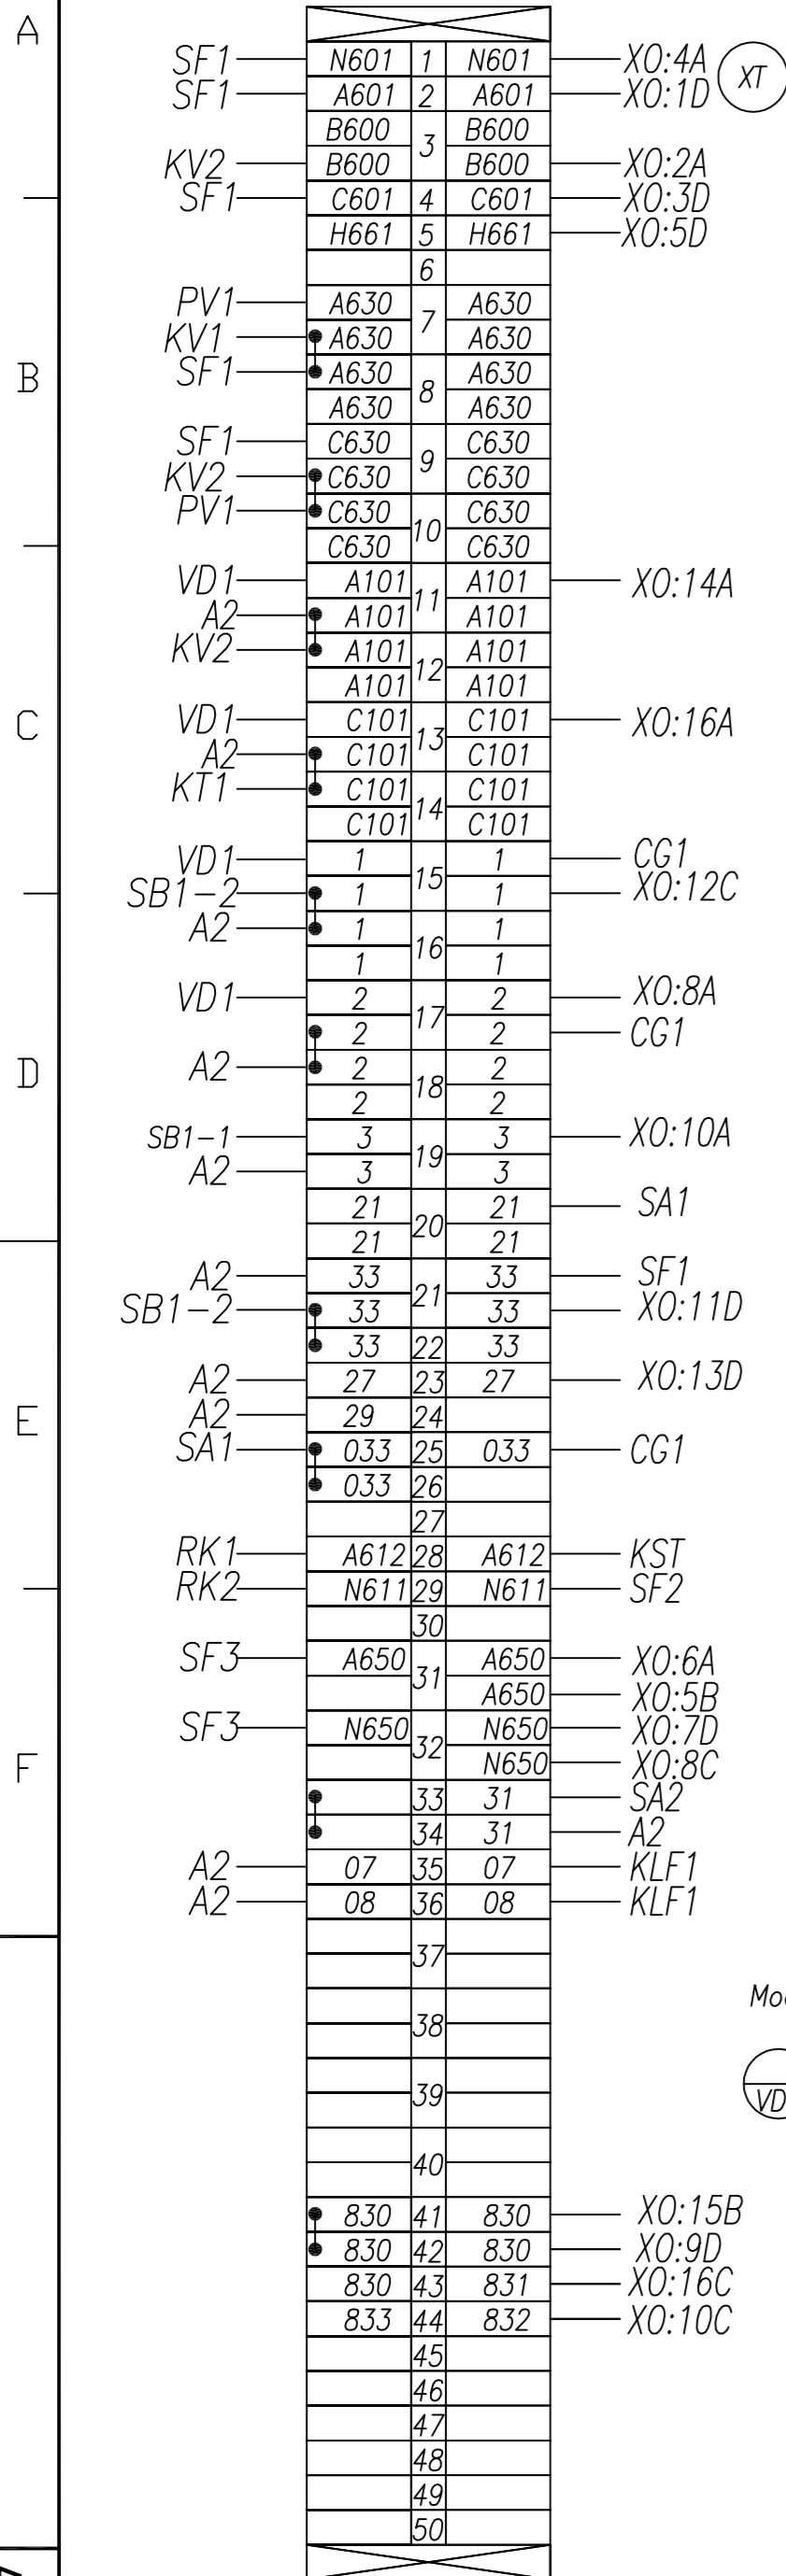 A
SF1 N601 1 N601 XO:4A XT
SF1 A601 2 A601 XO:1D
B600 3 B600
KV2 B600 B600 XO:2A
SF1 C601 4 C601 XO:3D
H661 5 H661 XO:5D
6
PV1 A630 7 A630
B KV1 A630 A630
SF1 A630 8 A630
A630 A630
SF1 C630 9 C630
KV2 C630 C630
PV1 C630 10 C630
C630 C630
VD1 A101 11 A101 XO:14A
A2 A101 A101
KV2 A101 12 A101
A101 A101
C VD1 C101 13 C101 XO:16A
A2 C101 C101
KT1 C101 14 C101
C101 C101
VD1 1 15 1 CG1
SB1-2 1 1 XO:12C
A2 1 16 1
1 1
VD1 2 17 2 XO:8A
2 2 CG1
D A2 2 18 2
2 2
SB1-1 3 19 3 XO:10A
A2 3 3
21 20 21 SA1
21 21
A2 33 21 33 SF1
SB1-2 33 33 XO:11D
33 22 33
A2 27 23 27 XO:13D
E A2 29 24
SA1 033 25 033 CG1
033 26
27
RK1 A612 28 A612 KST
RK2 N611 29 N611 SF2
30
SF3 A650 31 A650 XO:6A
A650 XO:5B
SF3 N650 32 N650 XO:7D
F N650 XO:8C
33 31 SA2
34 31 A2
A2 07 35 07 KLF1
A2 08 36 08 KLF1
37
38
39
VD
40
830 41 830 XO:15B
830 42 830 XO:9D
830 43 831 XO:16C
833 44 832 XO:10C
45
46
47
48
49
50